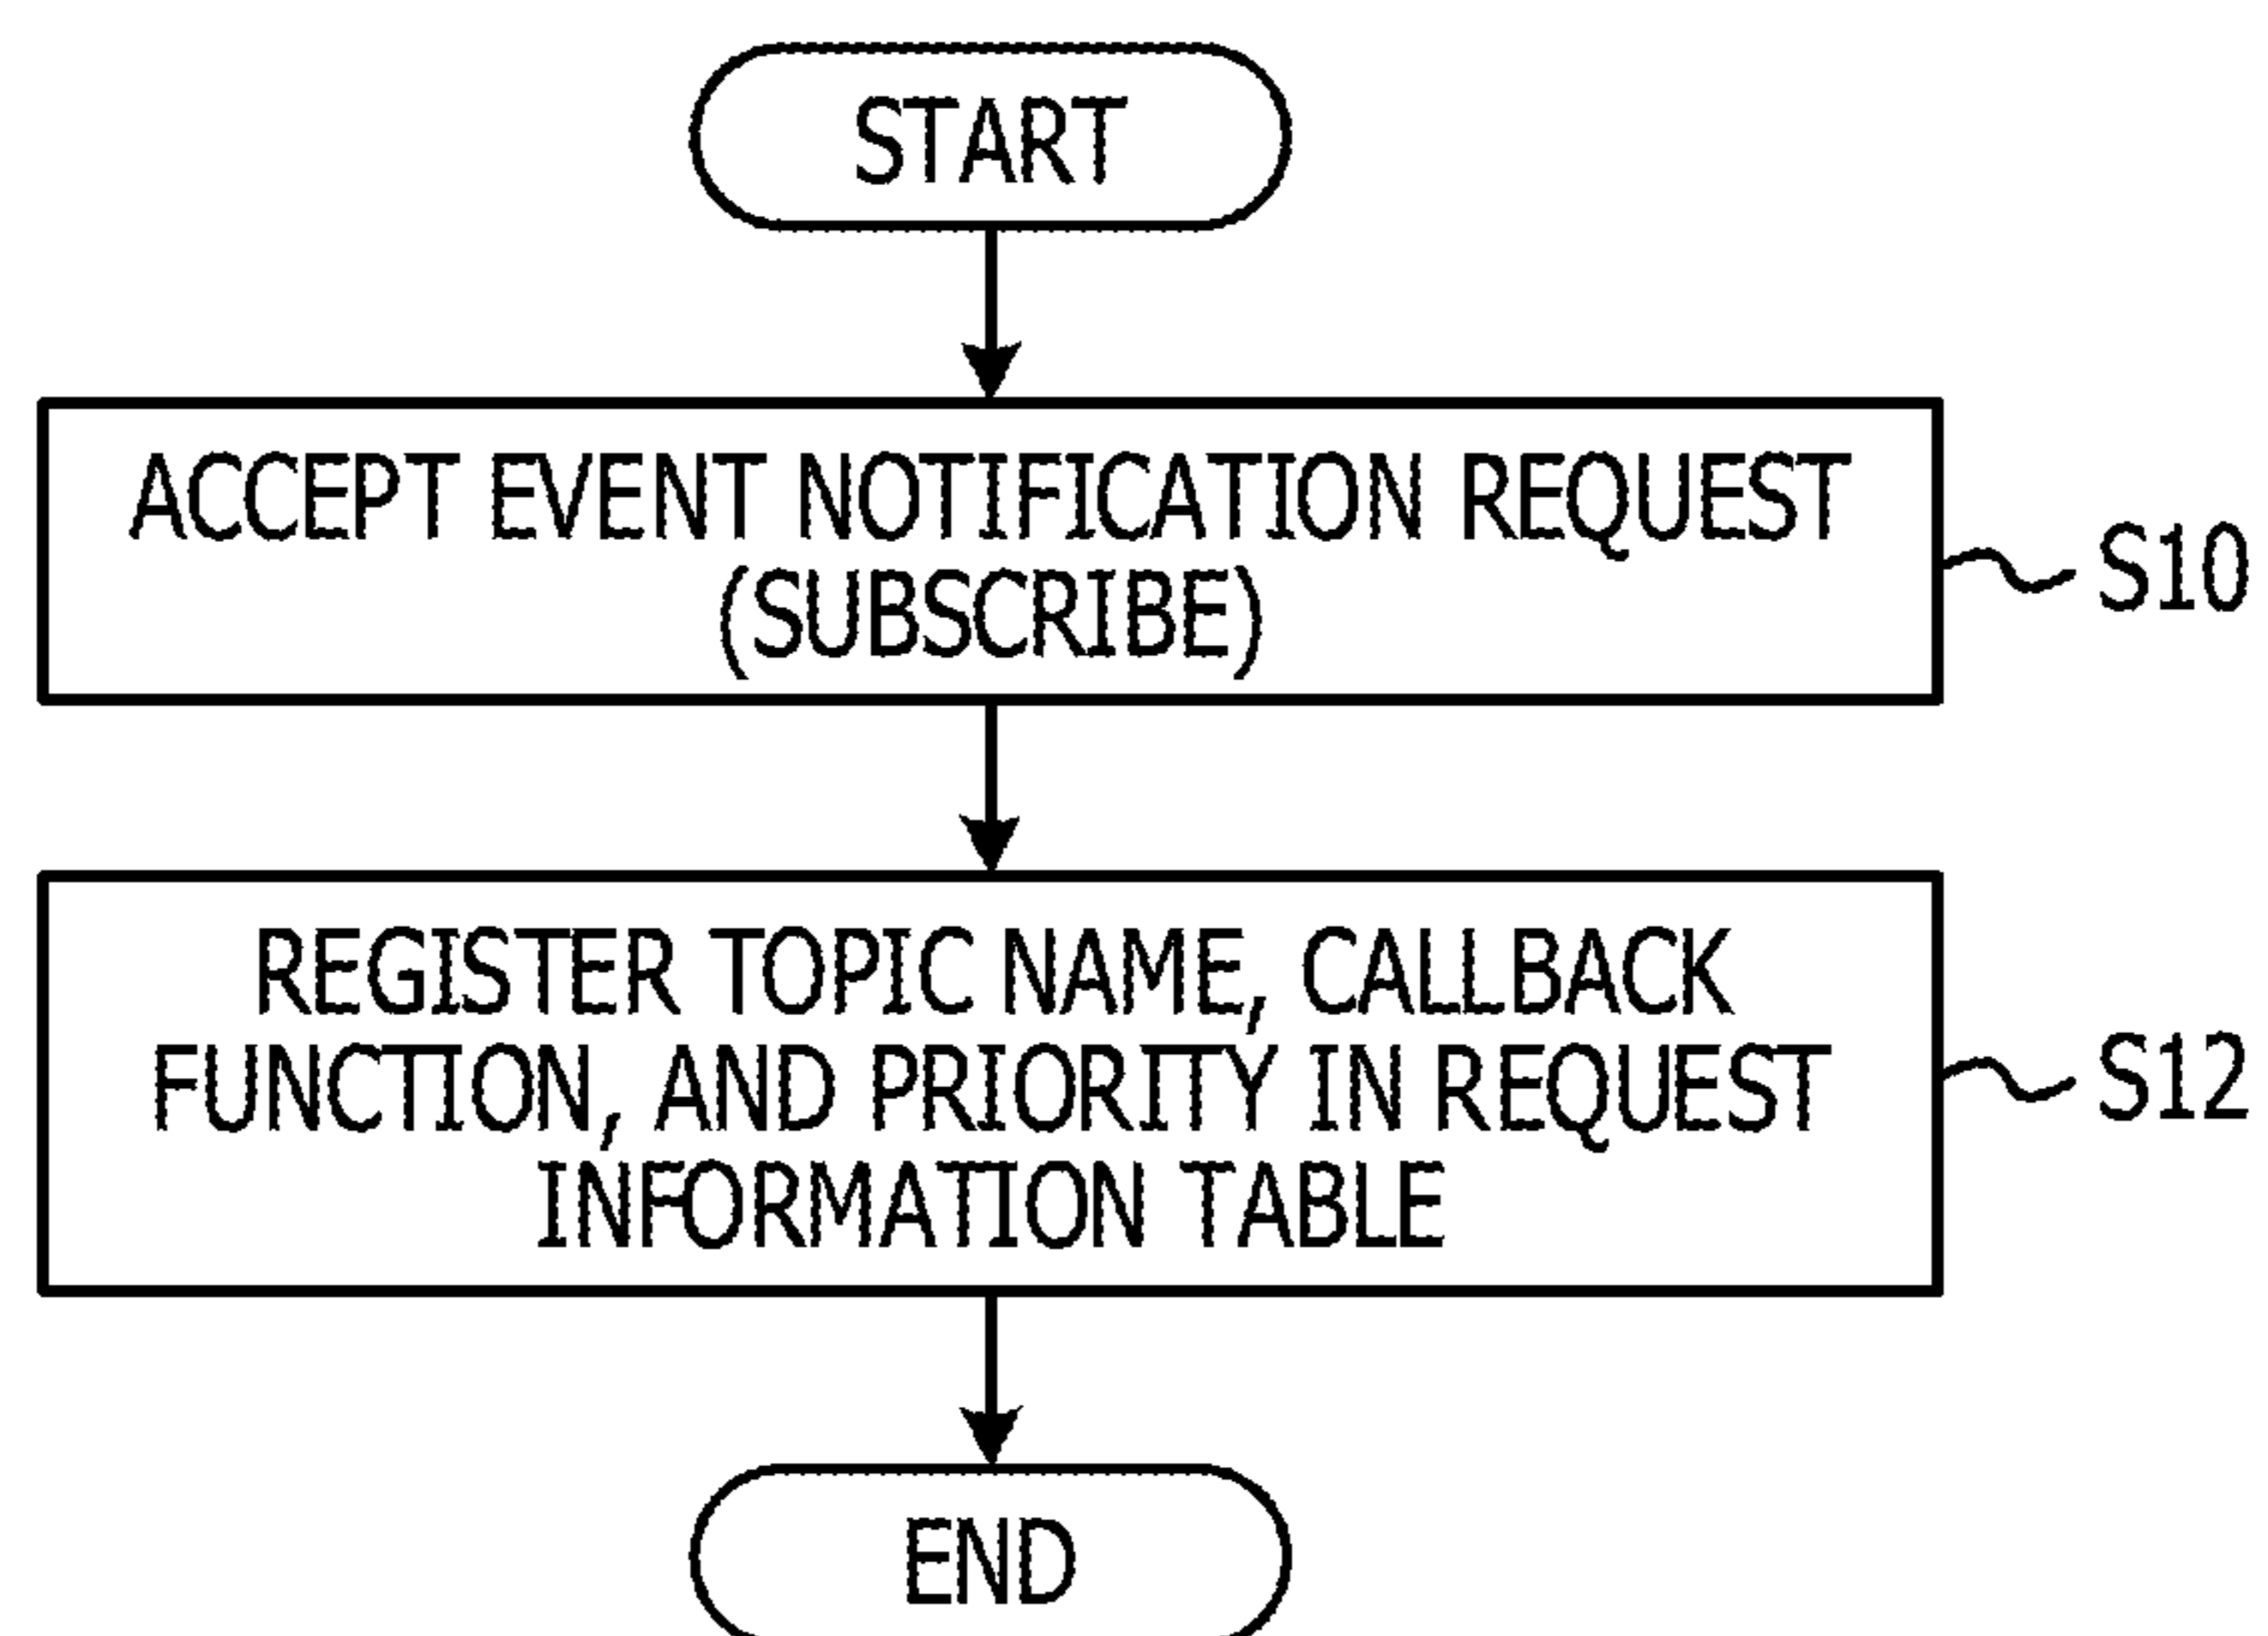 START
ACCEPT EVENT NOTIFICATION REQUEST
(SUBSCRIBE)
S10
REGISTER TOPIC NAME, CALLBACK
FUNCTION, AND PRIORITY IN REQUEST
INFORMATION TABLE
S12
END